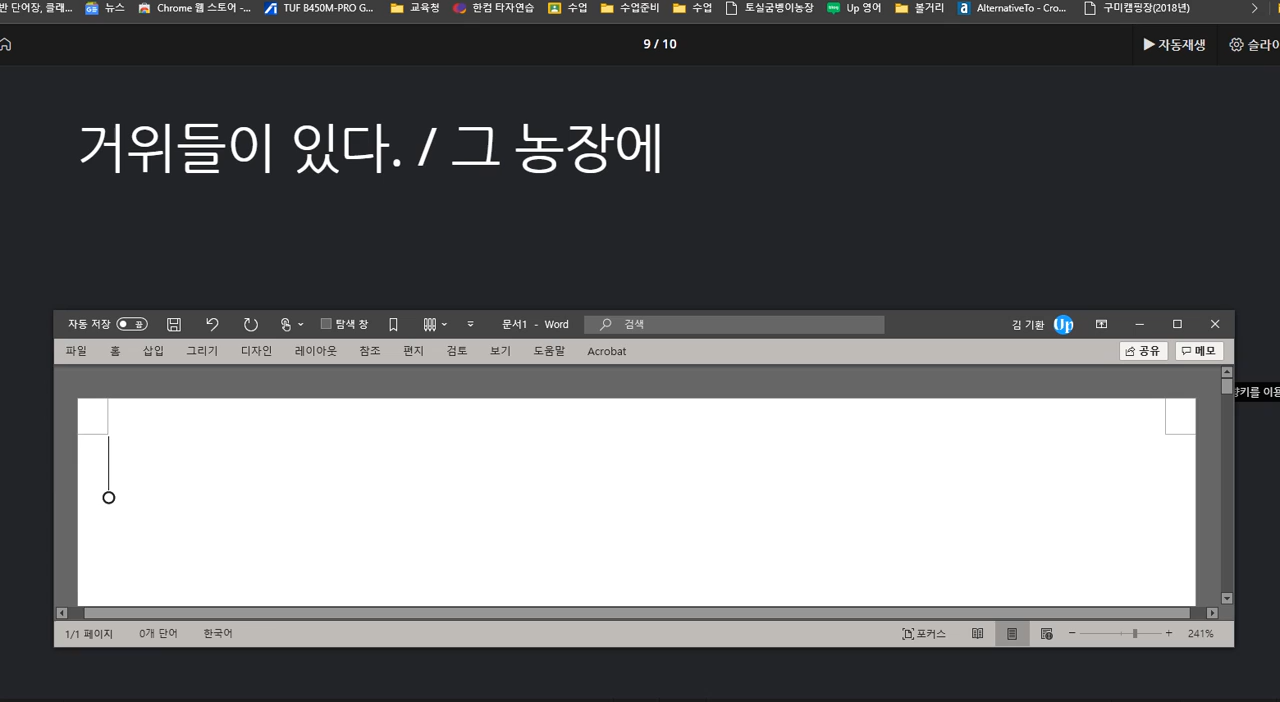 반 단어장, 클래... 뉴스 Chrome 웹 스토어 -... TUF B450M-PRO G... 교육청 한컴 타자연습 수업 수업준비 수업 토실굼벵이농장 Up 영어 볼거리 AlternativeTo - Cro... 구미캠핑장(2018년)
9 / 10 자동재생 슬라이
거위들이 있다. / 그 농장에
자동 저장 끔 탐색 창 문서1 - Word 검색 김 기환 Up
파일 홈 삽입 그리기 디자인 레이아웃 참조 편지 검토 보기 도움말 Acrobat 공유 메모
향키를 이용
1/1 페이지 0개 단어 한국어 포커스 241%